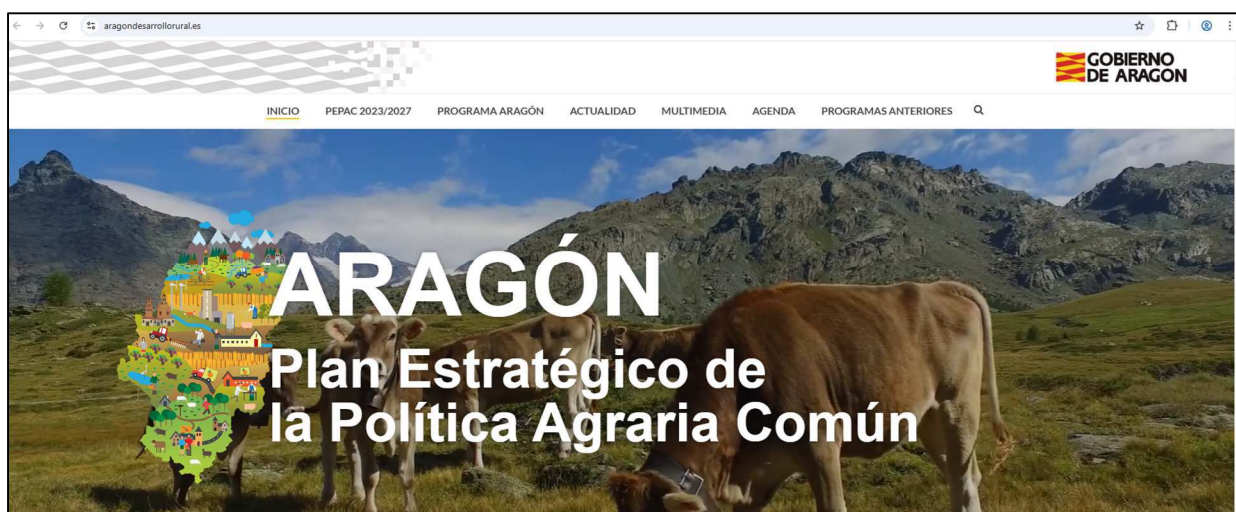 aragondesarrollorural.es
GOBIERNO
DE ARAGON
INICIO PEPAC 2023/2027 PROGRAMA ARAGÓN ACTUALIDAD MULTIMEDIA AGENDA PROGRAMAS ANTERIORES
ARAGÓN
Plan Estratégico de
la Política Agraria Común